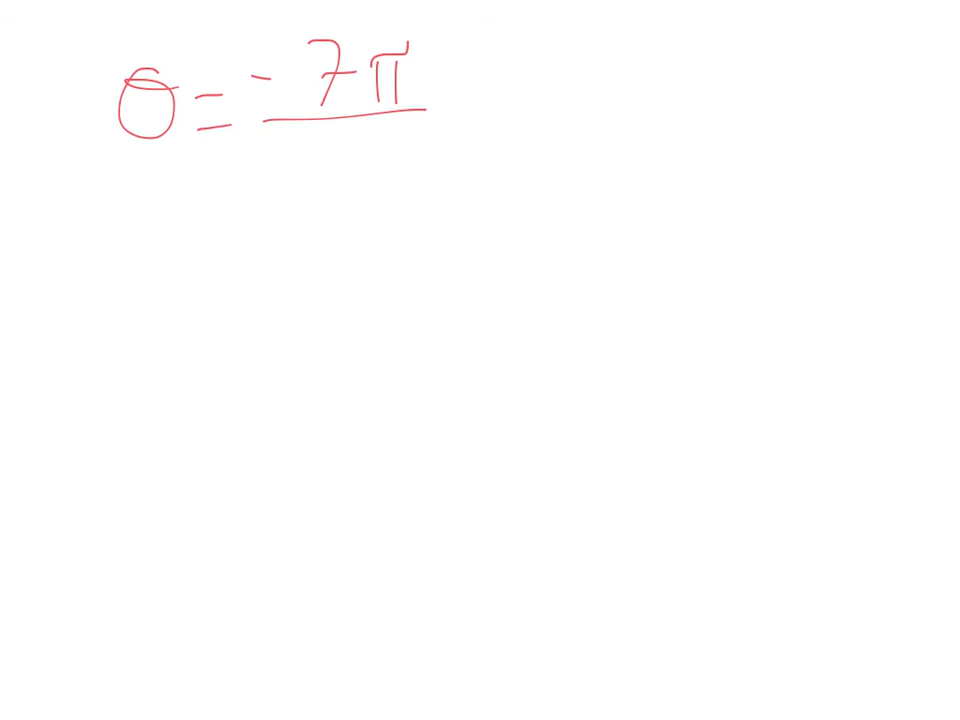 θ = -7π